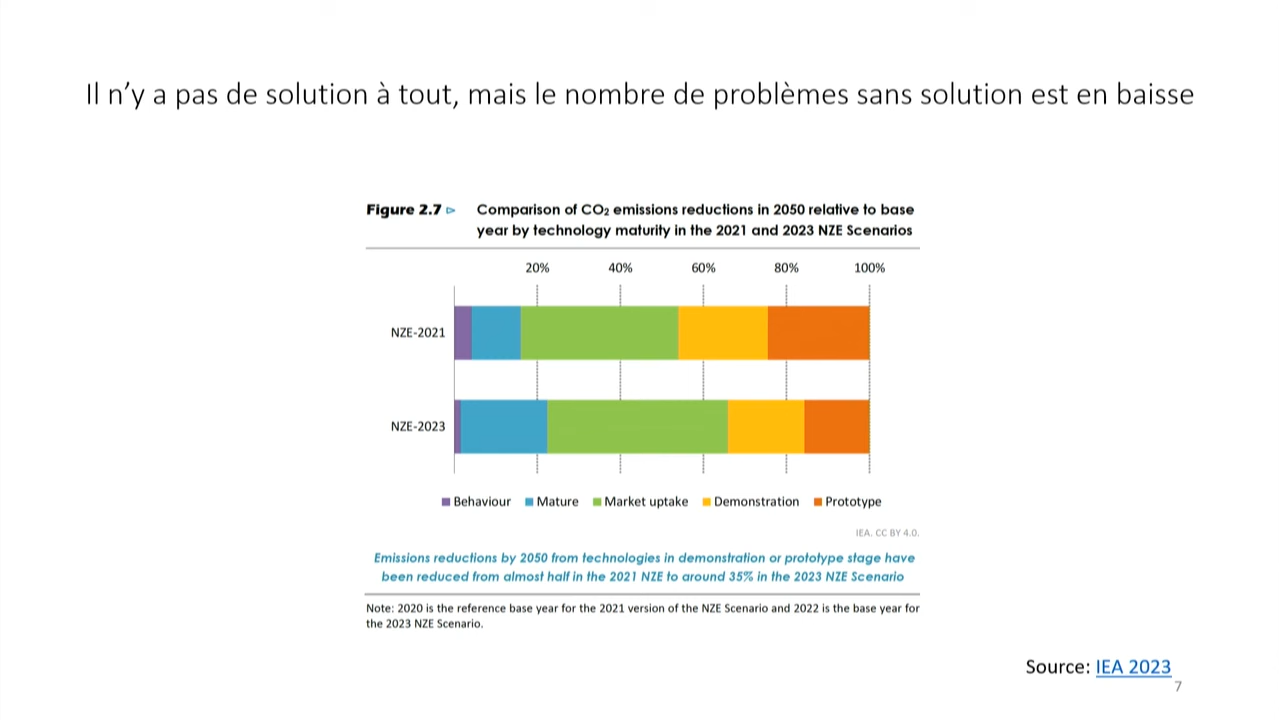 Il n’y a pas de solution à tout, mais le nombre de problèmes sans solution est en baisse
Figure 2.7 ▷ Comparison of CO₂ emissions reductions in 2050 relative to base
year by technology maturity in the 2021 and 2023 NZE Scenarios
20% 40% 60% 80% 100%
NZE-2021
NZE-2023
Behaviour Mature Market uptake Demonstration Prototype
IEA. CC BY 4.0.
Emissions reductions by 2050 from technologies in demonstration or prototype stage have
been reduced from almost half in the 2021 NZE to around 35% in the 2023 NZE Scenario
Note: 2020 is the reference base year for the 2021 version of the NZE Scenario and 2022 is the base year for
the 2023 NZE Scenario.
Source: IEA 2023
7